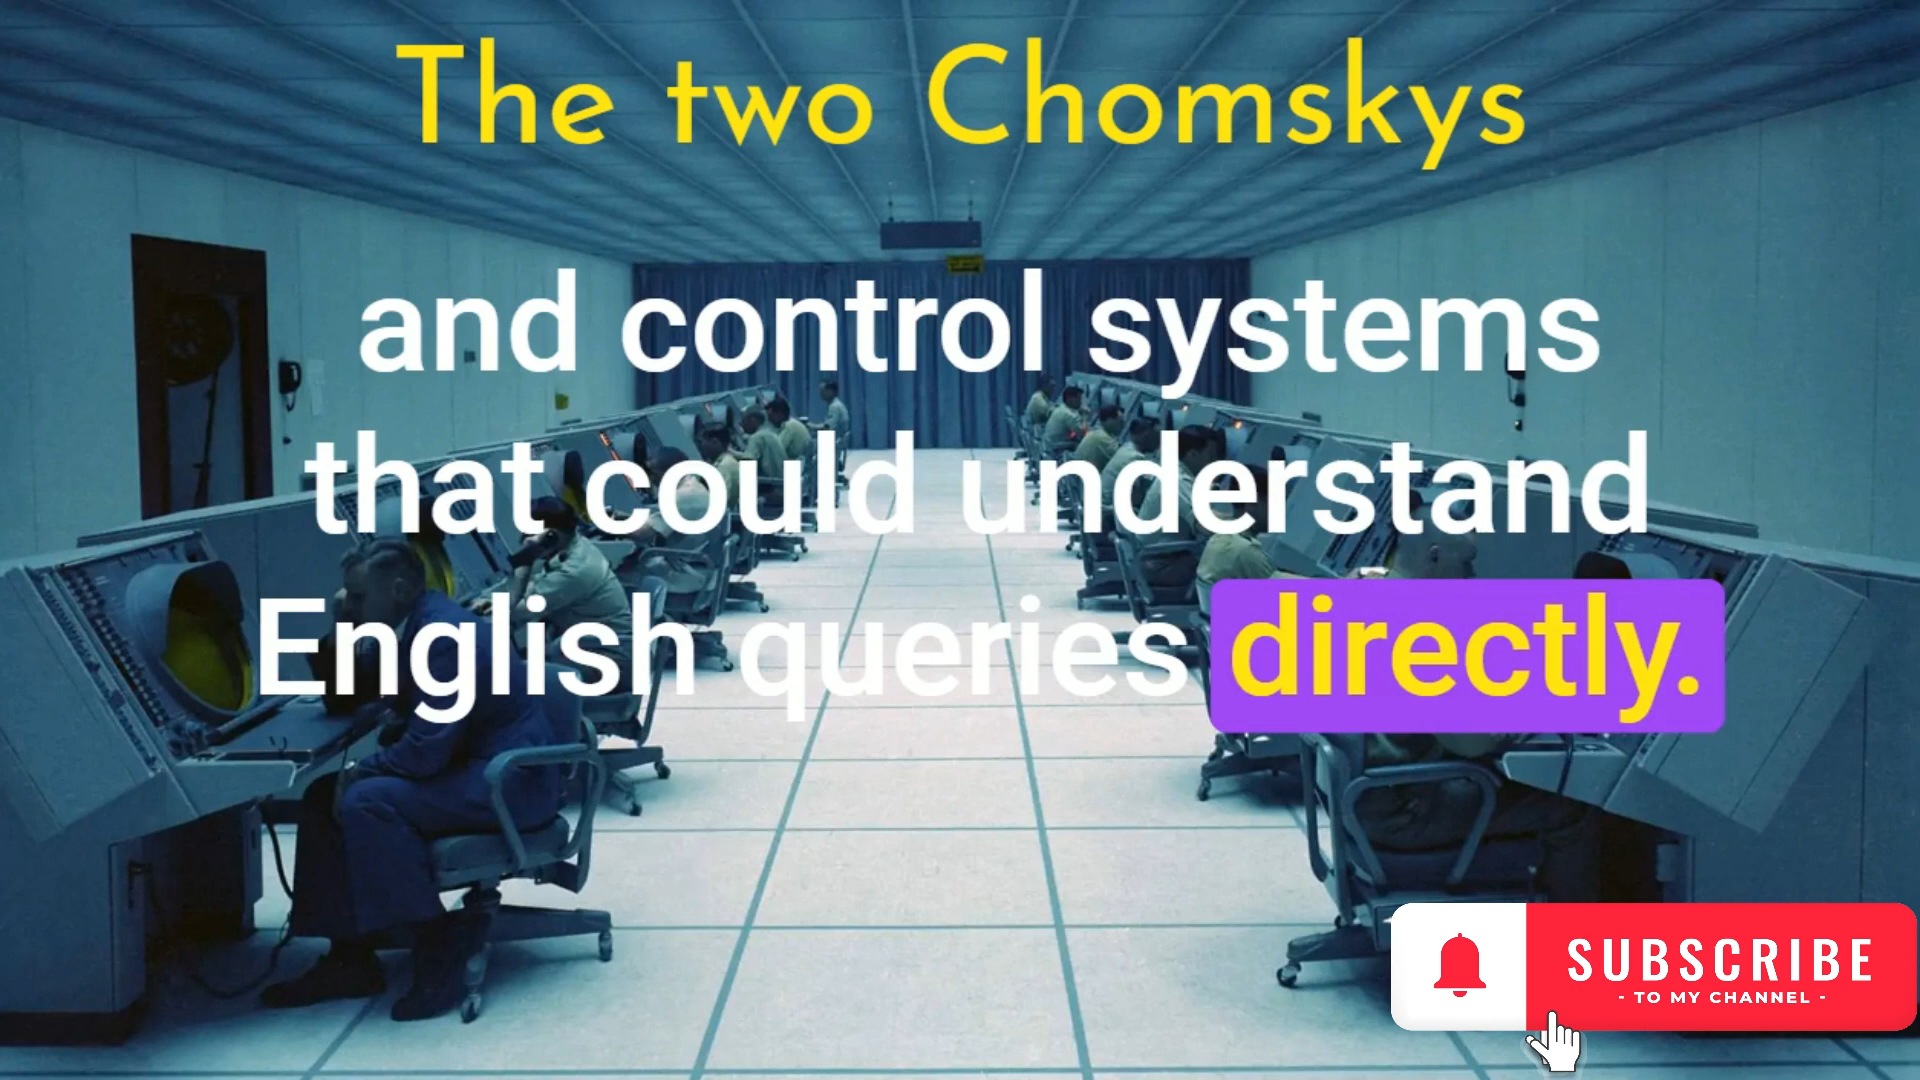 The two Chomskys
and control systems
that could understand
English queries directly.
SUBSCRIBE
- TO MY CHANNEL -